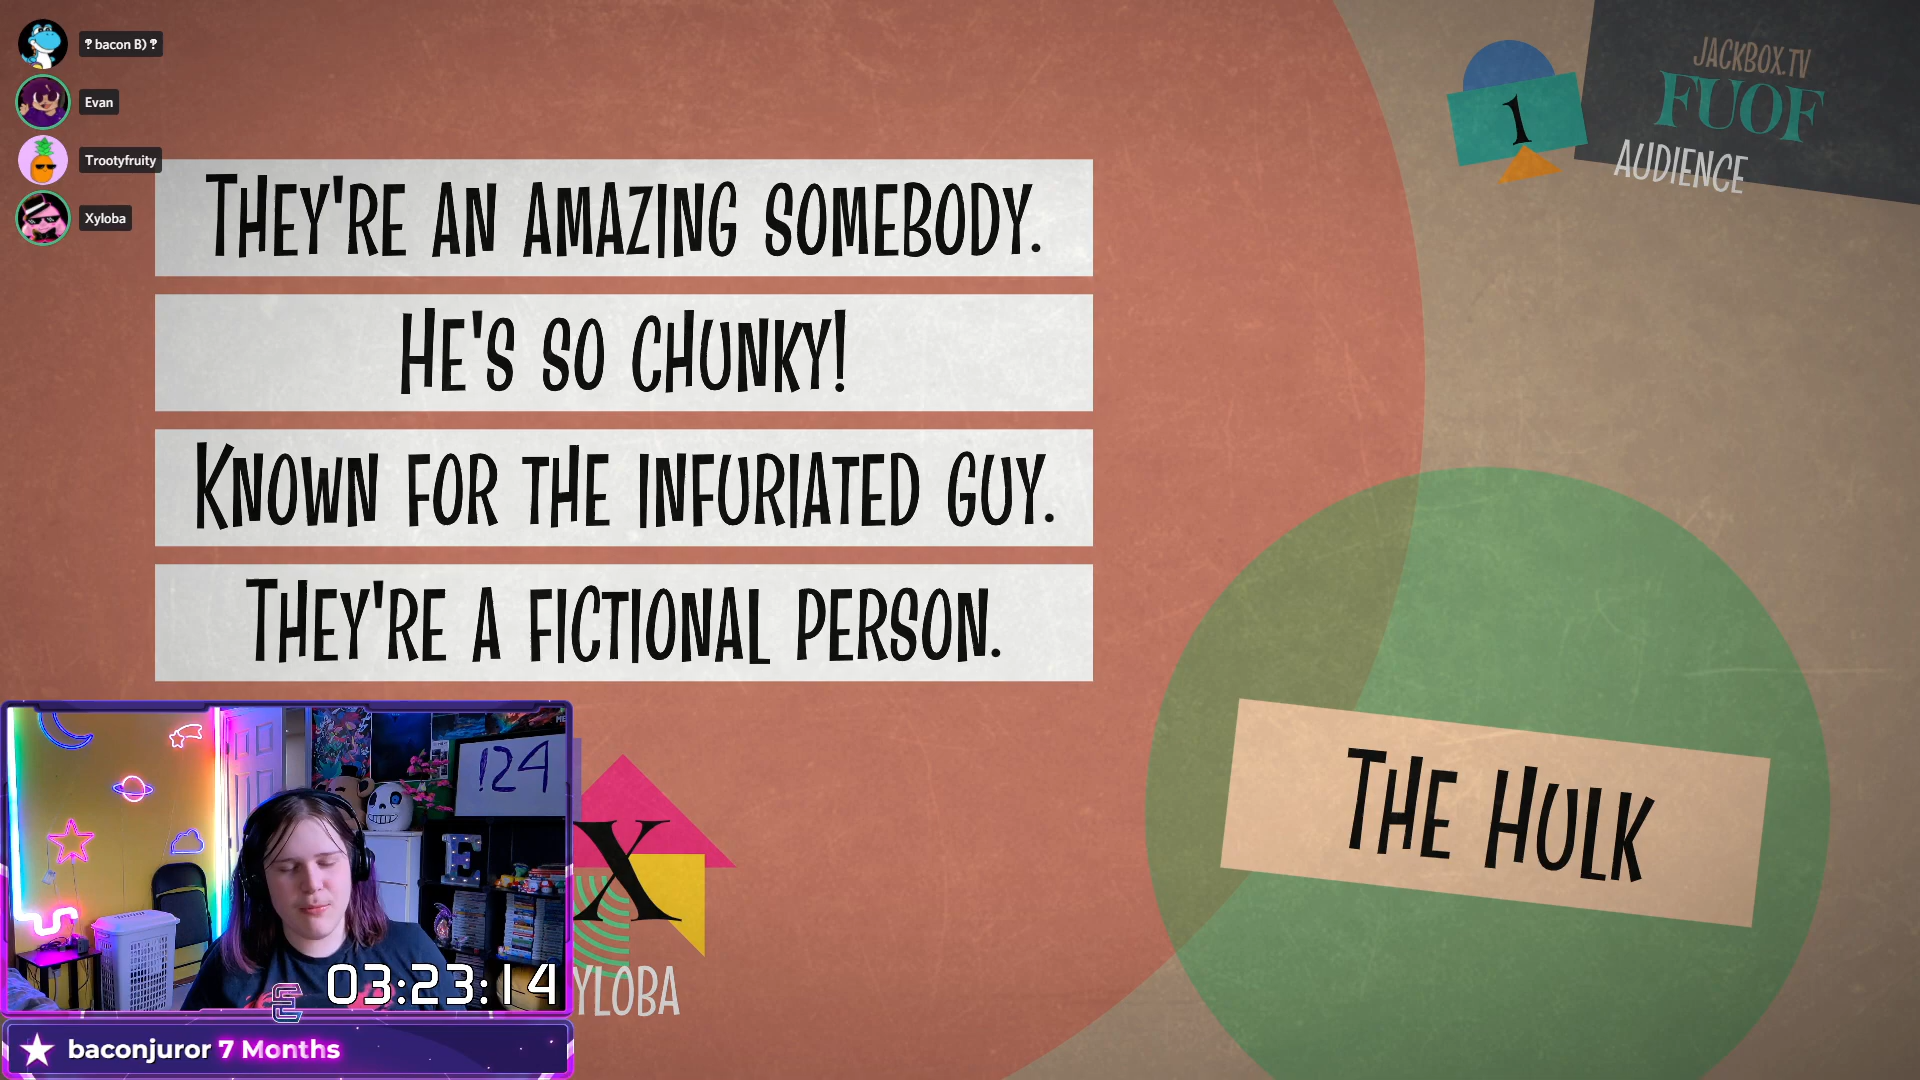 ‽ bacon B) ‽
Evan
Trootyfruity
Xyloba
JACKBOX.TV
FUOF
1
AUDIENCE
THEY'RE AN AMAZING SOMEBODY.
HE'S SO CHUNKY!
KNOWN FOR THE INFURIATED GUY.
THEY'RE A FICTIONAL PERSON.
THE HULK
!24
E
X
YLOBA
03:23:14
baconjuror 7 Months